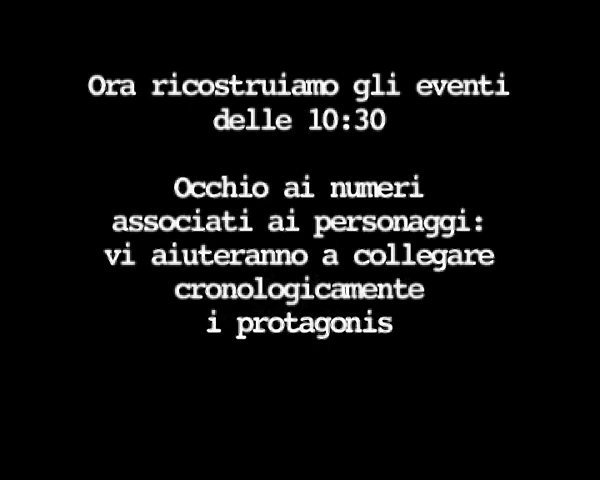 Ora ricostruiamo gli eventi
delle 10:30
Occhio ai numeri
associati ai personaggi:
vi aiuteranno a collegare
cronologicamente
i protagonis